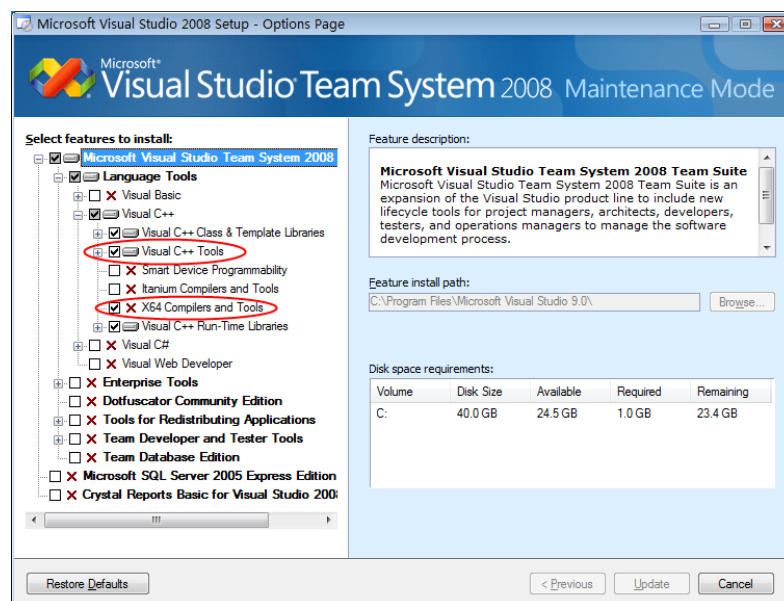 Microsoft Visual Studio 2008 Setup - Options Page
Microsoft®
Visual Studio Team System 2008 Maintenance Mode
Select features to install:
Microsoft Visual Studio Team System 2008
Language Tools
Visual Basic
Visual C++
Visual C++ Class & Template Libraries
Visual C++ Tools
Smart Device Programmability
Itanium Compilers and Tools
X64 Compilers and Tools
Visual C++ Run-Time Libraries
Visual C#
Visual Web Developer
Enterprise Tools
Dotfuscator Community Edition
Tools for Redistributing Applications
Team Developer and Tester Tools
Team Database Edition
Microsoft SQL Server 2005 Express Edition
Crystal Reports Basic for Visual Studio 200
Feature description:
Microsoft Visual Studio Team System 2008 Team Suite
Microsoft Visual Studio Team System 2008 Team Suite is an
expansion of the Visual Studio product line to include new
lifecycle tools for project managers, architects, developers,
testers, and operations managers to manage the software
development process.
Feature install path:
C:\Program Files\Microsoft Visual Studio 9.0\
Browse...
Disk space requirements:
Volume Disk Size Available Required Remaining
C: 40.0 GB 24.5 GB 1.0 GB 23.4 GB
Restore Defaults
< Previous
Update
Cancel